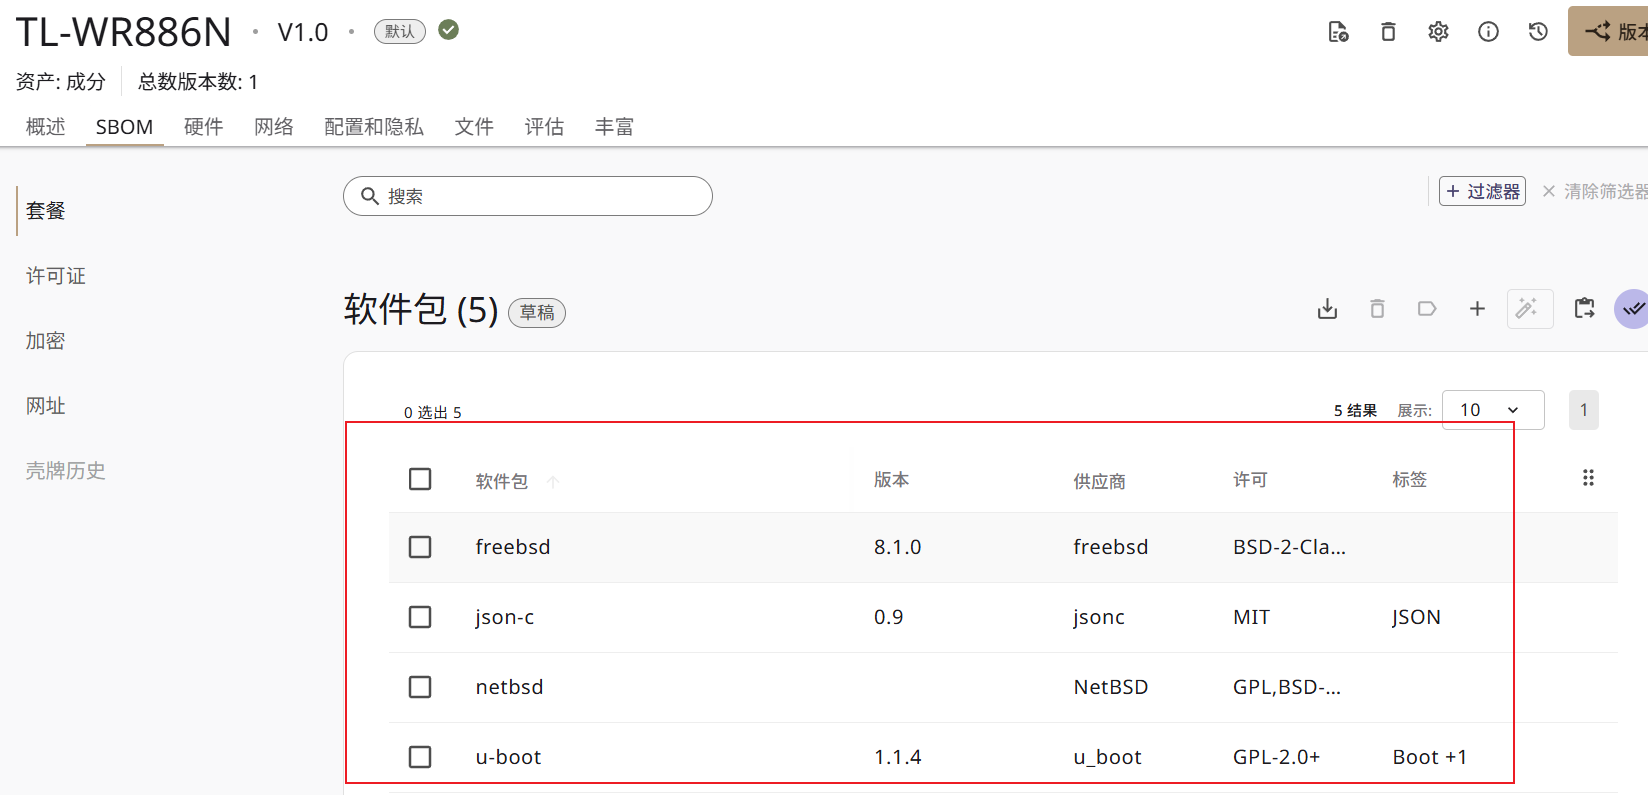 TL-WR886N • V1.0 • 默认
版本
资产: 成分 总数版本数: 1
概述 SBOM 硬件 网络 配置和隐私 文件 评估 丰富
套餐
许可证
加密
网址
壳牌历史
搜索
+ 过滤器 × 清除筛选器
软件包 (5) 草稿
0 选出 5
5 结果 展示: 10 1
软件包 版本 供应商 许可 标签
freebsd 8.1.0 freebsd BSD-2-Cla...
json-c 0.9 jsonc MIT JSON
netbsd NetBSD GPL,BSD-...
u-boot 1.1.4 u_boot GPL-2.0+ Boot +1